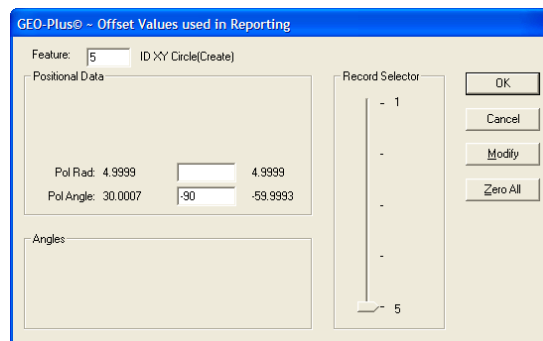 GEO-Plus© ~ Offset Values used in Reporting
Feature: 5 ID XY Circle(Create)
Positional Data
Pol Rad: 4.9999 4.9999
Pol Angle: 30.0007 -90 -59.9993
Angles
Record Selector
1
5
OK
Cancel
Modify
Zero All